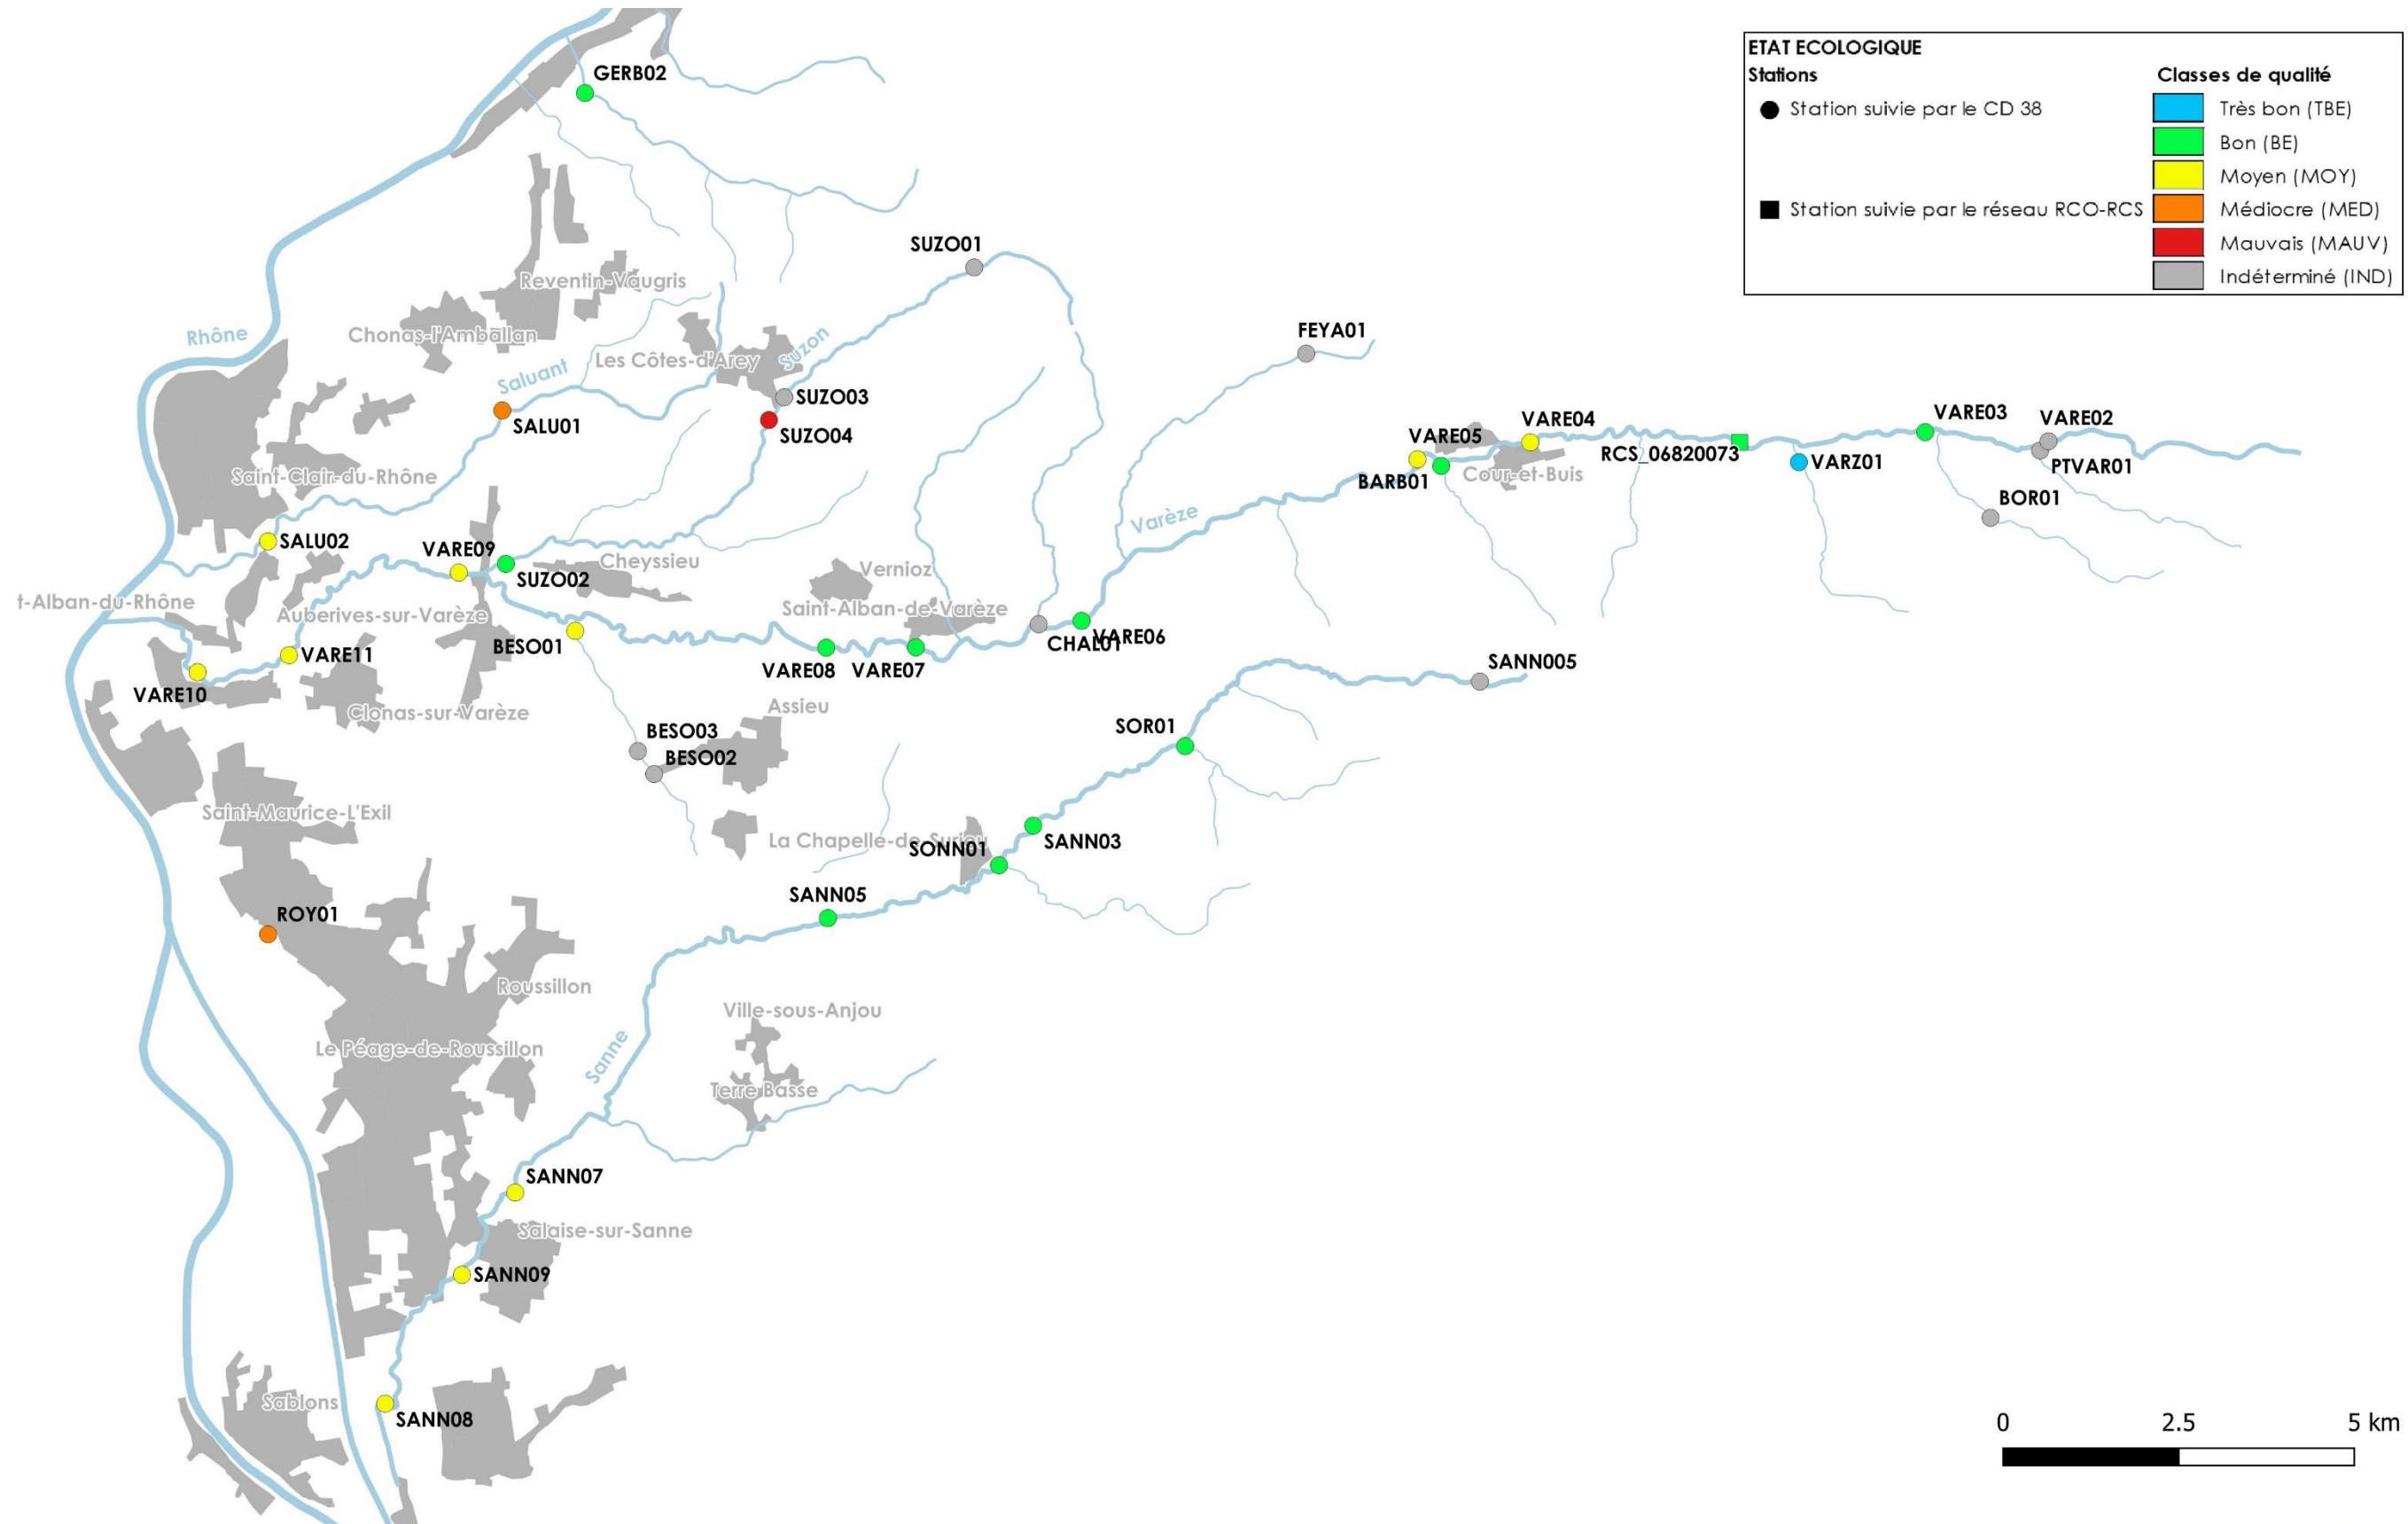 ETAT ECOLOGIQUE
Stations
Classes de qualité
Station suivie par le CD 38
Station suivie par le réseau RCO-RCS
Très bon (TBE)
Bon (BE)
Moyen (MOY)
Médiocre (MED)
Mauvais (MAUV)
Indéterminé (IND)
GERB02
SUZO01
Reventin-Vaugris
Rhône
Chonas-l'Amballan
Les Côtes-d'Arey
Suzon
FEYA01
Saluant
SUZO03
SALU01
SUZO04
VARE05
VARE04
VARE03
VARE02
RCS_06820073
VARZ01
PTVAR01
BARB01
Cour-et-Buis
BOR01
Saint-Clair-du-Rhône
Varèze
SALU02
VARE09
SUZO02
Cheyssieu
Vernioz
t-Alban-du-Rhône
Auberives-sur-Varèze
Saint-Alban-de-Varèze
BESO01
CHAL01
VARE06
VARE11
VARE08
VARE07
SANN005
VARE10
Clonas-sur-Varèze
Assieu
SOR01
BESO03
BESO02
Saint-Maurice-L'Exil
La Chapelle-de-Surieu
SONN01
SANN03
SANN05
ROY01
Roussillon
Ville-sous-Anjou
Le Péage-de-Roussillon
Sanne
Terre Basse
SANN07
Salaise-sur-Sanne
SANN09
Sablons
SANN08
0 2.5 5 km